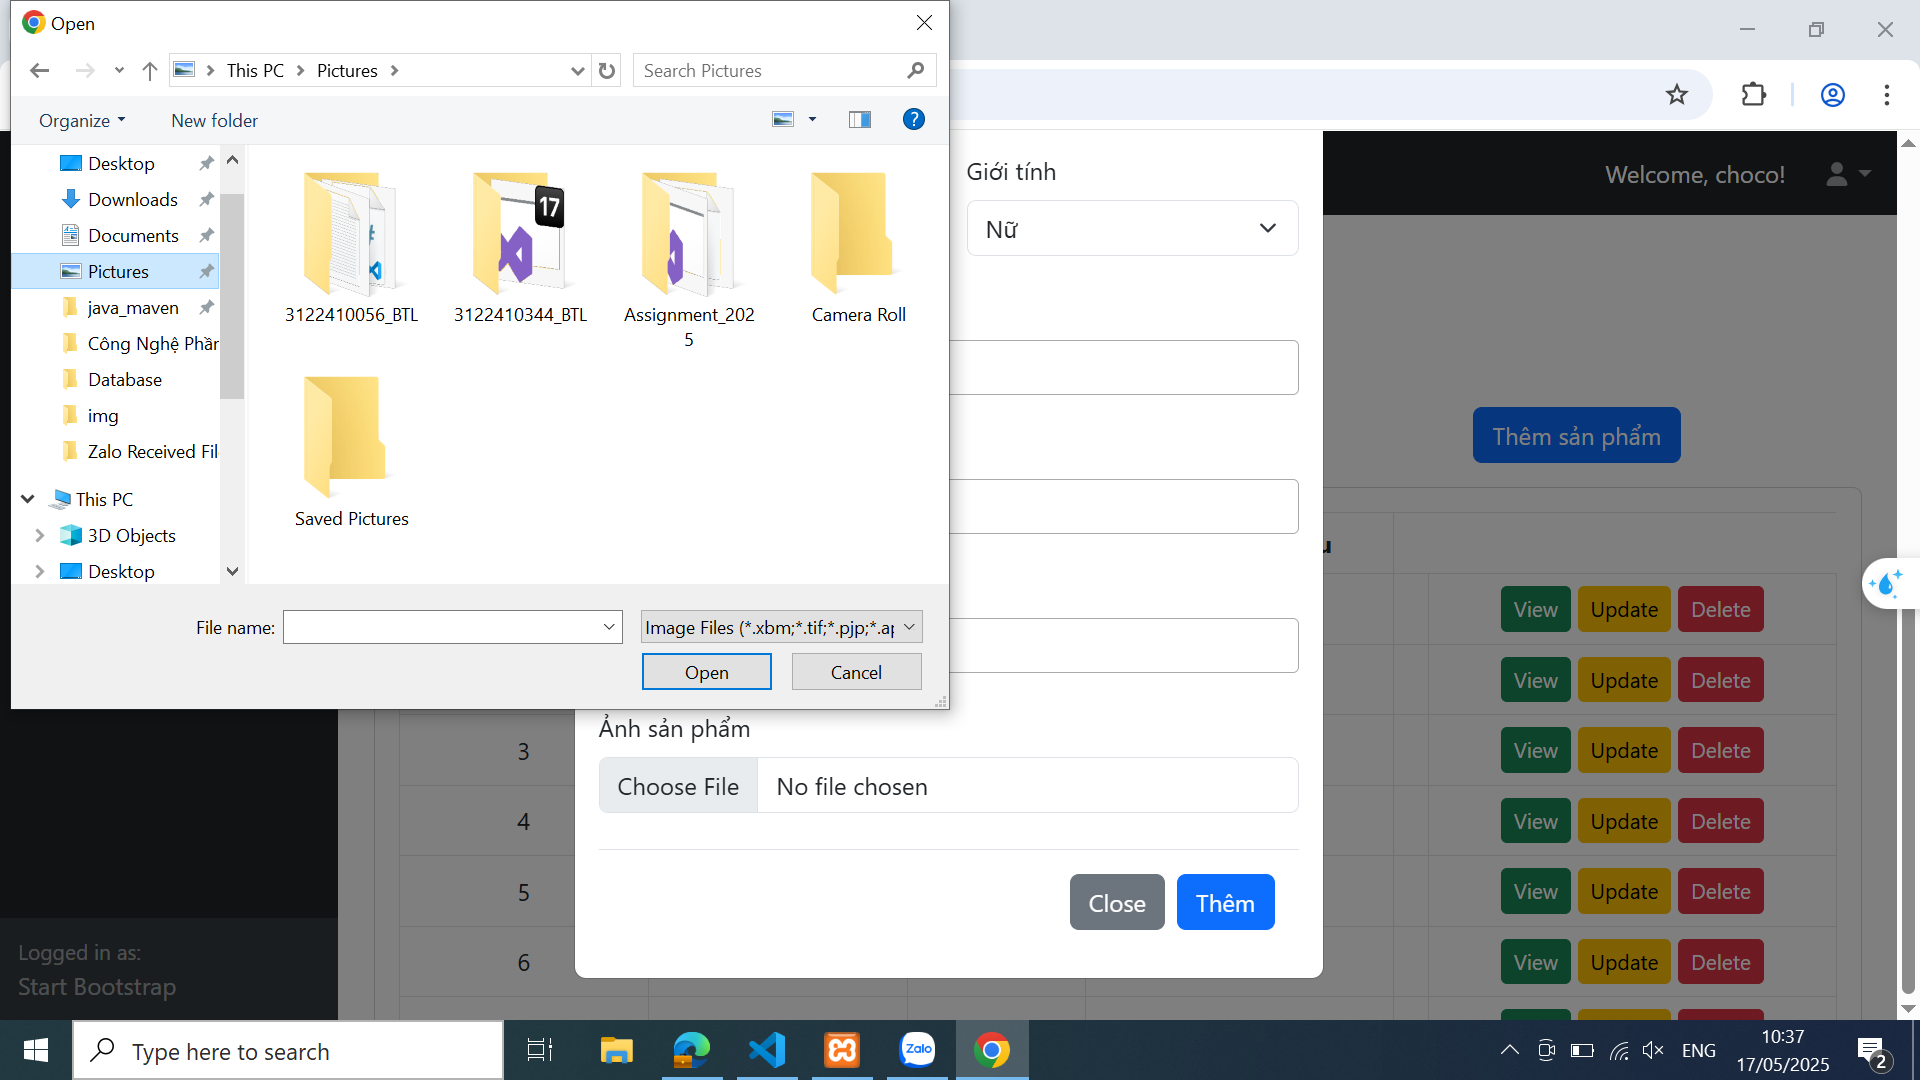 Open
This PC
Pictures
Search Pictures
Organize
New folder
Desktop
Downloads
Documents
Pictures
java_maven
Công Nghệ Phần
Database
img
Zalo Received Fil
This PC
3D Objects
Desktop
3122410056_BTL
17
3122410344_BTL
Assignment_202
5
Camera Roll
Saved Pictures
File name:
Image Files (*.xbm;*.tif;*.pjp;*.ap
Open
Cancel
Welcome, choco!
Giới tính
Nữ
Thêm sản phẩm
u
View Update Delete
View Update Delete
3 View Update Delete
4 View Update Delete
5 View Update Delete
6 View Update Delete
Ảnh sản phẩm
Choose File No file chosen
Close Thêm
Logged in as:
Start Bootstrap
Type here to search
Zalo
ENG
10:37
17/05/2025
2